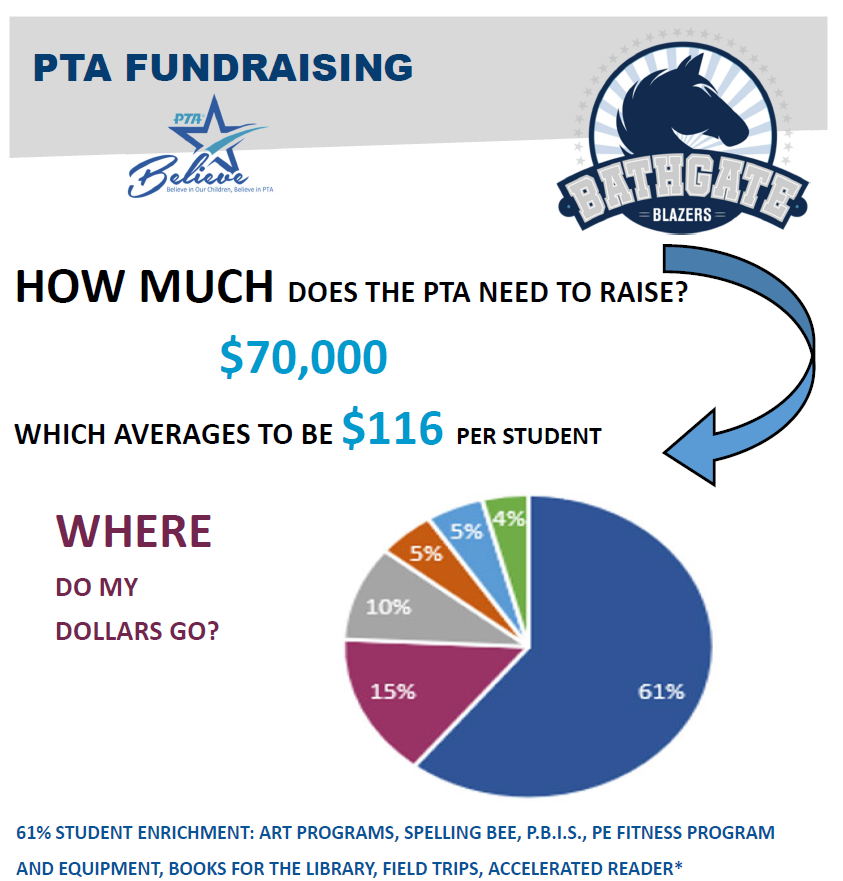 PTA FUNDRAISING
PTA
Believe
Believe in Our Children, Believe in PTA
BATHGATE
BLAZERS
HOW MUCH DOES THE PTA NEED TO RAISE?
$70,000
WHICH AVERAGES TO BE $116 PER STUDENT
WHERE
DO MY
DOLLARS GO?
4%
5%
5%
10%
15%
61%
61% STUDENT ENRICHMENT: ART PROGRAMS, SPELLING BEE, P.B.I.S., PE FITNESS PROGRAM
AND EQUIPMENT, BOOKS FOR THE LIBRARY, FIELD TRIPS, ACCELERATED READER*